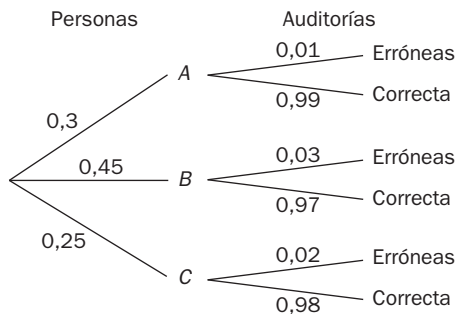 Personas Auditorías
0,01 Erróneas
A
0,99 Correcta
0,3
0,03 Erróneas
0,45 B
0,97 Correcta
0,25
0,02 Erróneas
C
0,98 Correcta